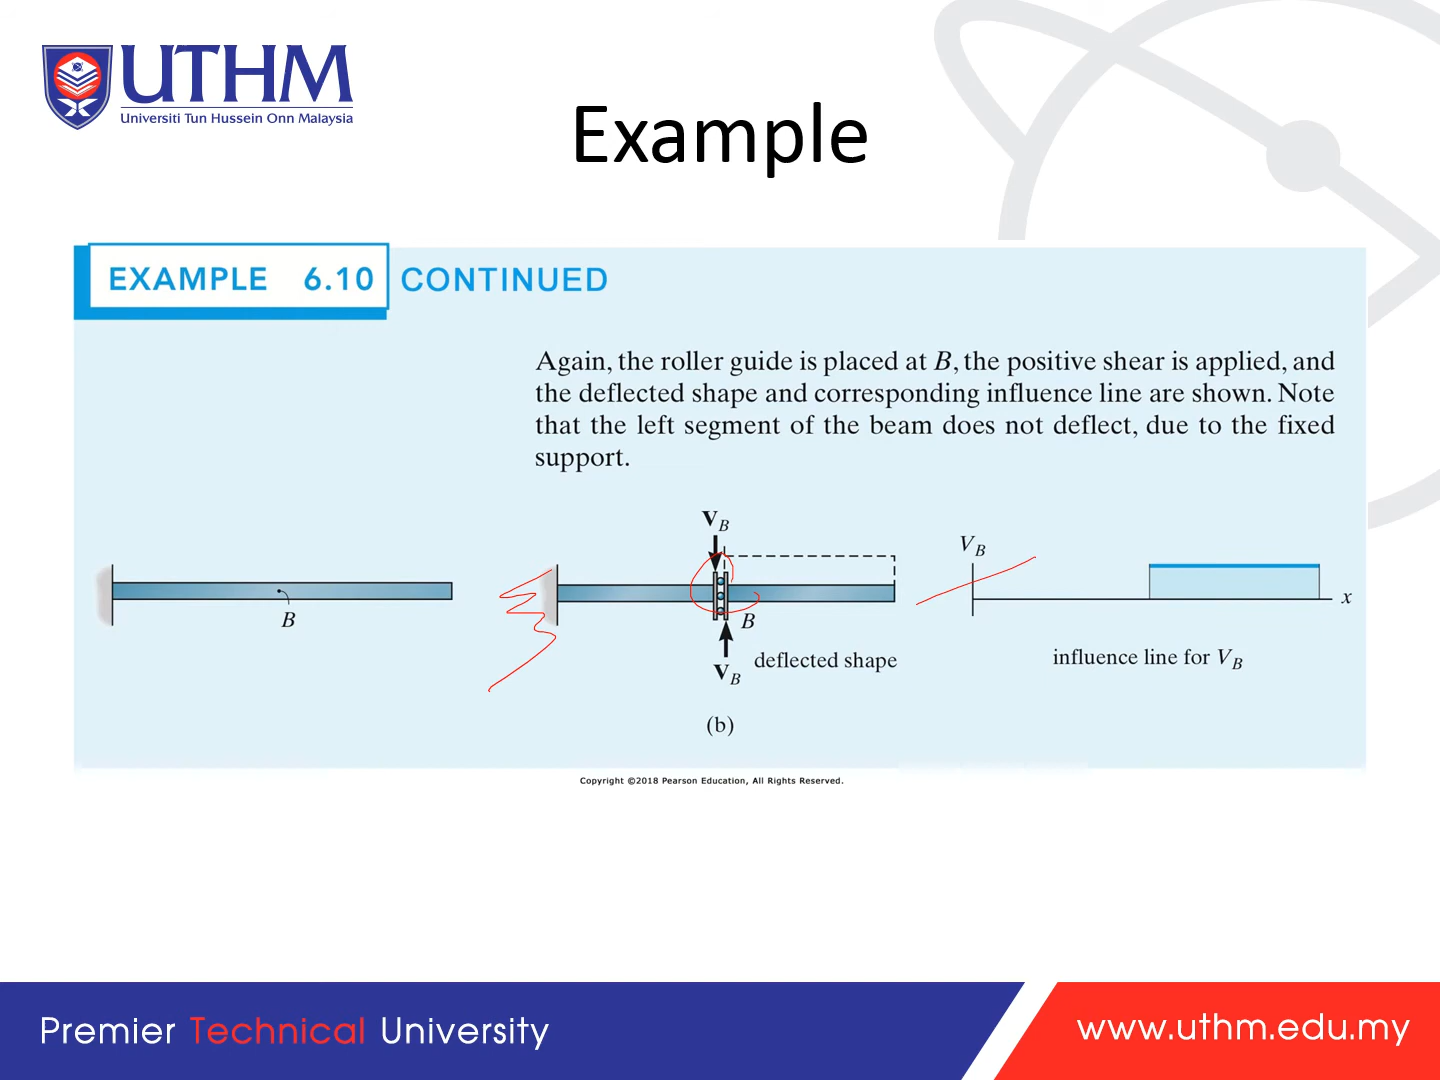 UTHM
Universiti Tun Hussein Onn Malaysia
Example
EXAMPLE 6.10 CONTINUED
Again, the roller guide is placed at B, the positive shear is applied, and
the deflected shape and corresponding influence line are shown. Note
that the left segment of the beam does not deflect, due to the fixed
support.
V_B
V_B
B
B
x
V_B
deflected shape
influence line for V_B
(b)
Copyright ©2018 Pearson Education, All Rights Reserved.
Premier Technical University
www.uthm.edu.my